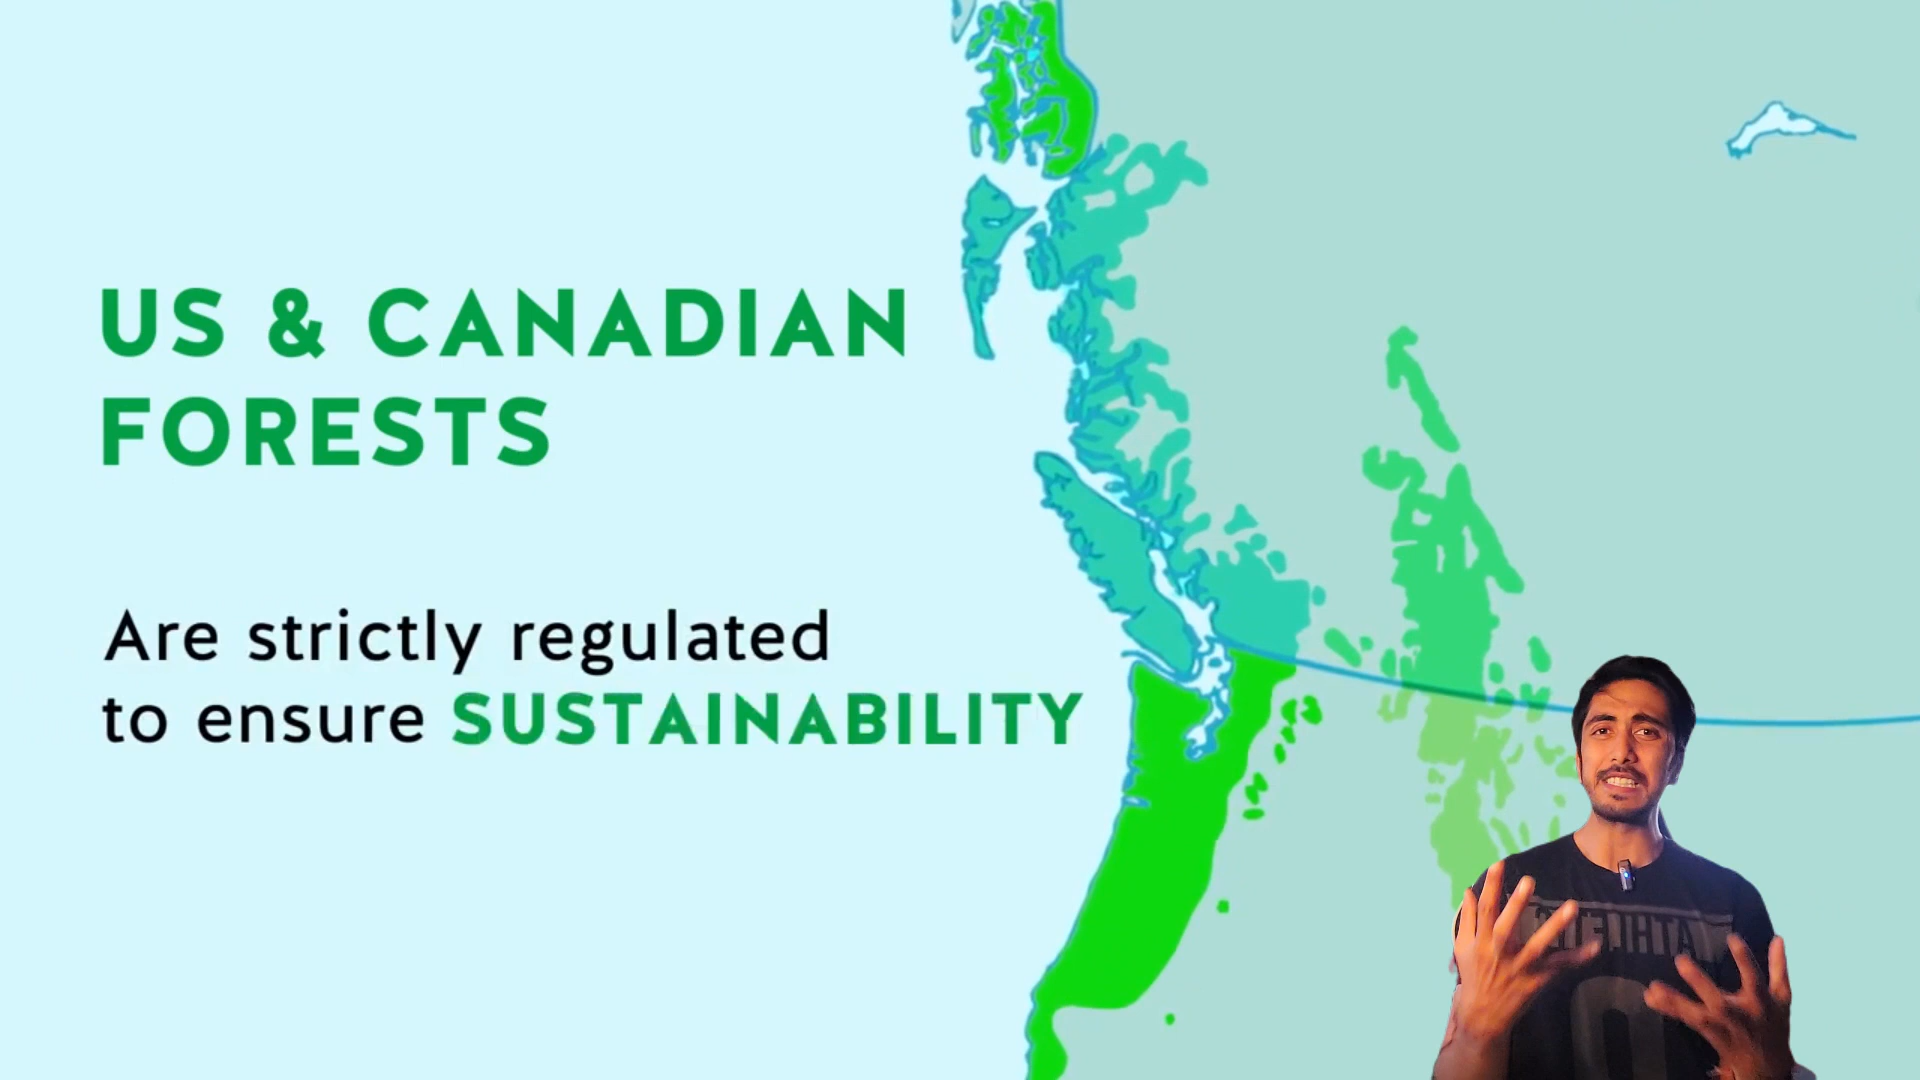 US & CANADIAN
FORESTS
Are strictly regulated
to ensure SUSTAINABILITY